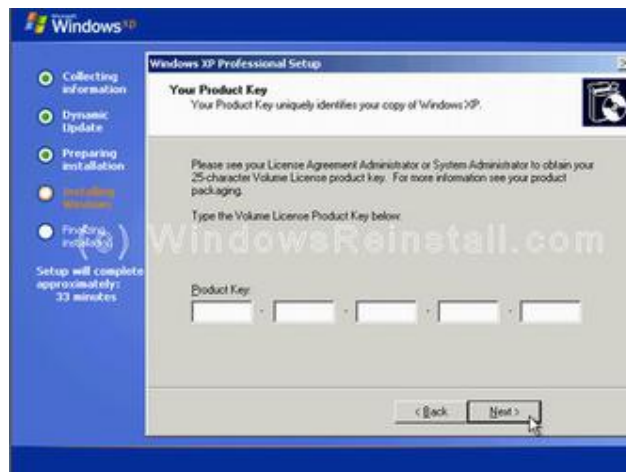 Microsoft
Windows xp
Collecting
information
Dynamic
Update
Preparing
installation
Installing
Windows
Finalizing
installation
Setup will complete
approximately:
33 minutes
Windows XP Professional Setup
Your Product Key
Your Product Key uniquely identifies your copy of Windows XP.
Please see your License Agreement Administrator or System Administrator to obtain your
25-character Volume License product key. For more information see your product
packaging.
Type the Volume License Product Key below:
(c) WindowsReinstall.com
Product Key:
- - - -
< Back
Next >